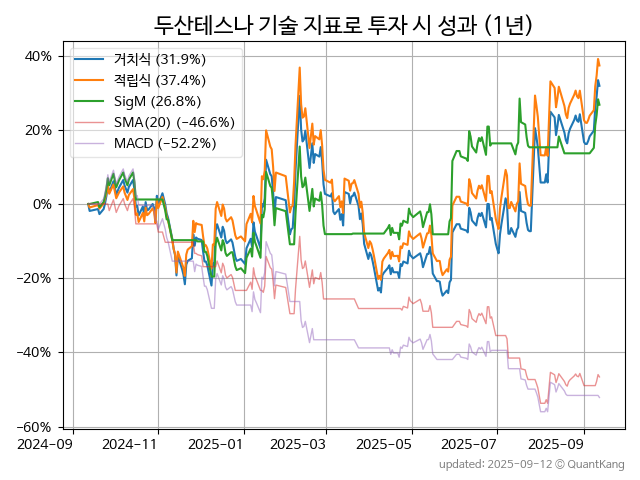 두산테스나 기술 지표로 투자 시 성과 (1년)
40%
20%
0%
−20%
−40%
−60%
거치식 (31.9%)
적립식 (37.4%)
SigM (26.8%)
SMA(20) (−46.6%)
MACD (−52.2%)
2024-09
2024-11
2025-01
2025-03
2025-05
2025-07
2025-09
updated: 2025-09-12 © QuantKang